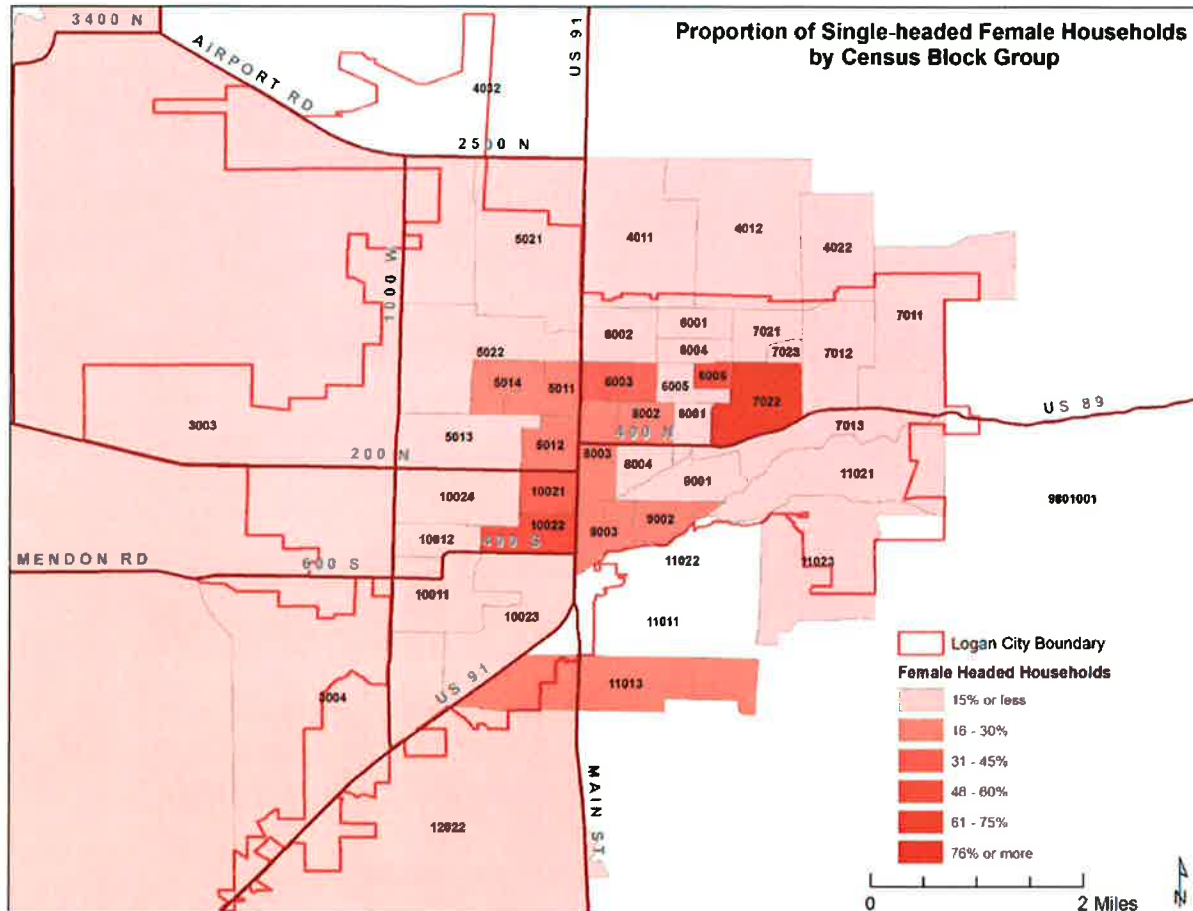 3400 N
US 91
Proportion of Single-headed Female Households
by Census Block Group
AIRPORT RD
4032
2500 N
5021
4011
4012
4022
1000 W
7011
6002
6001
7021
7012
5022
6004
7023
5014
5011
6003
6005
6006
7022
US 89
3003
8002
8001
400 N
7013
5013
5012
200 N
8003
8004
9001
11021
10024
10021
9801001
10022
9002
MENDON RD
10012
400 S
9003
600 S
11022
11023
10011
10023
11011
Logan City Boundary
Female Headed Households
US 91
11013
3004
15% or less
16 - 30%
31 - 45%
MAIN ST
46 - 60%
61 - 75%
12022
76% or more
N
0
2 Miles